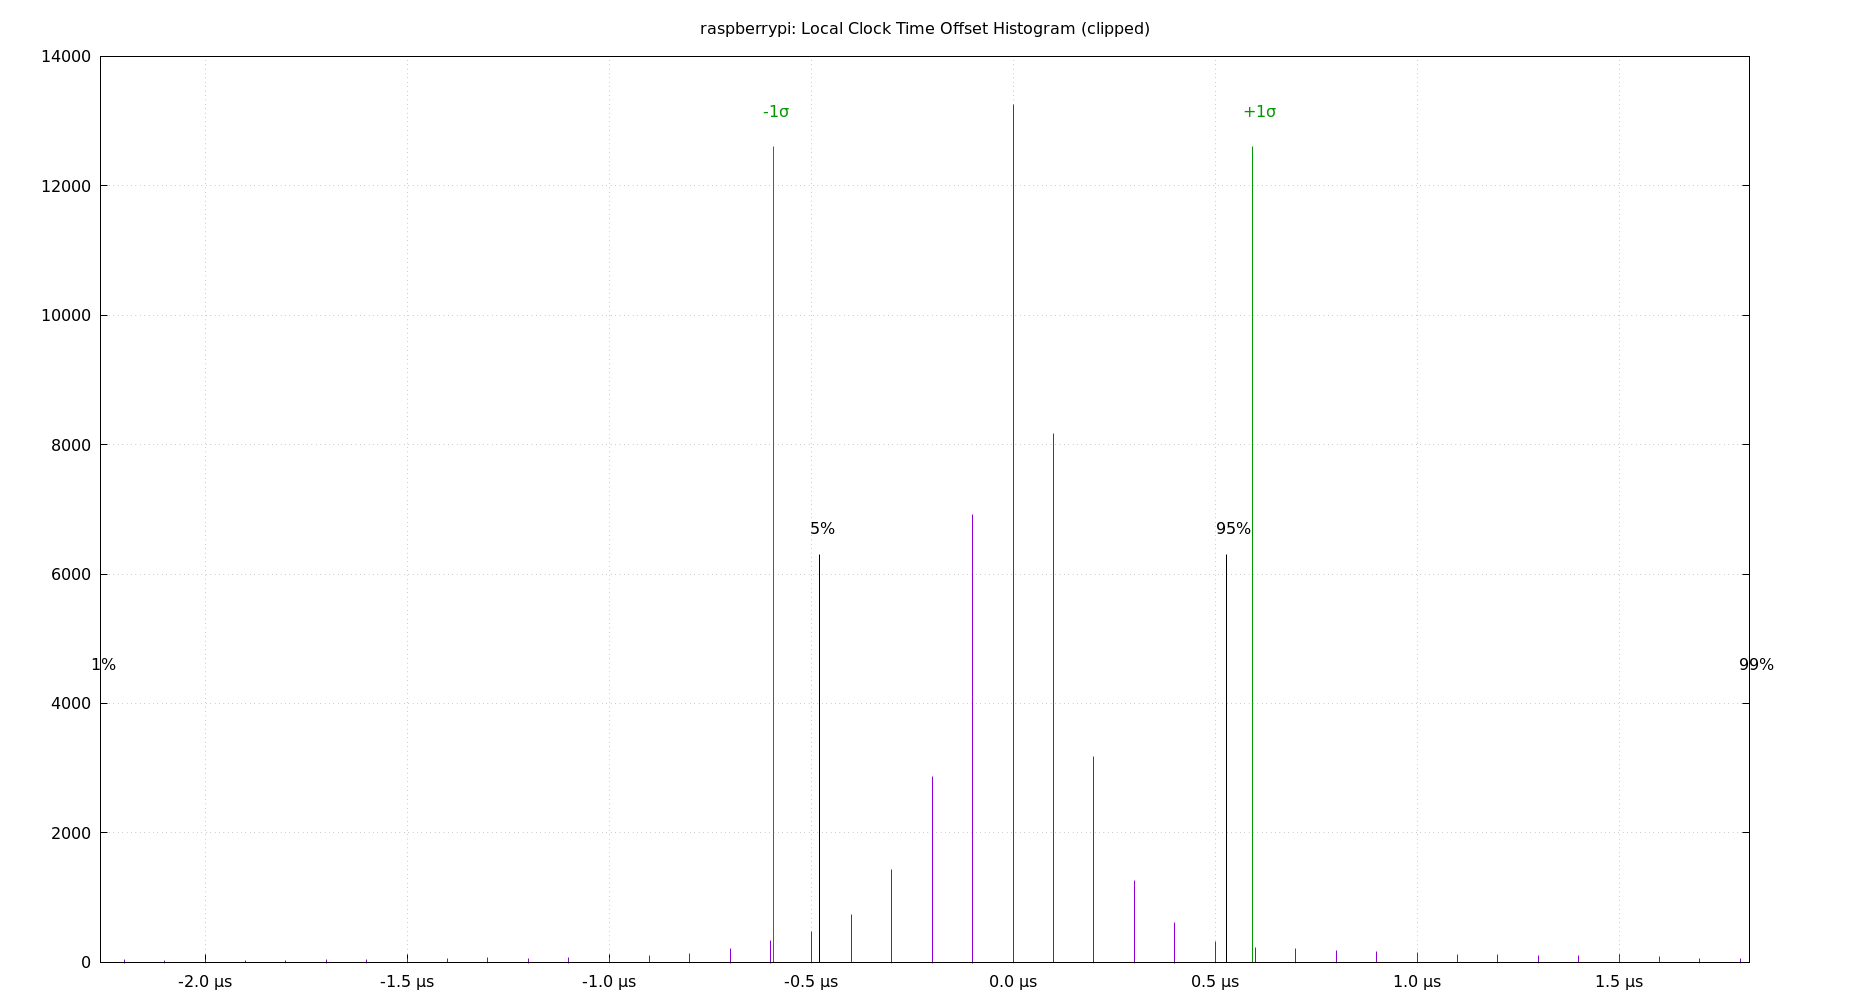 raspberrypi: Local Clock Time Offset Histogram (clipped)
14000
-1σ
+1σ
12000
10000
8000
5%
95%
6000
1%
99%
4000
2000
0
-2.0 µs
-1.5 µs
-1.0 µs
-0.5 µs
0.0 µs
0.5 µs
1.0 µs
1.5 µs